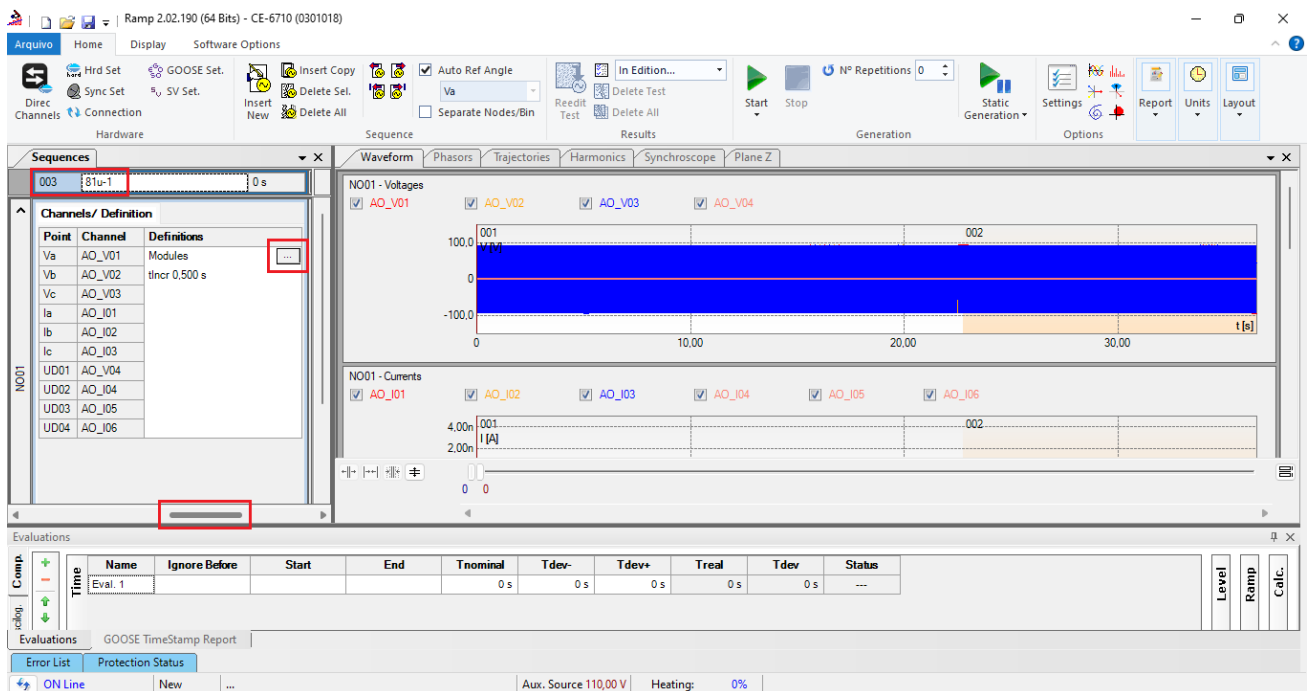 Ramp 2.02.190 (64 Bits) - CE-6710 (0301018)
Arquivo Home Display Software Options
Hrd Set GOOSE Set. Insert Copy Auto Ref Angle In Edition... Nº Repetitions 0
Sync Set SV Set. Delete Sel. Va Delete Test
Direc Channels Connection Insert New Delete All Separate Nodes/Bin Reedit Test Delete All Start Stop Static Generation Settings Report Units Layout
Hardware Sequence Results Generation Options
Sequences Waveform Phasors Trajectories Harmonics Synchroscope Plane Z
003 81u-1 0 s
NO01 - Voltages
AO_V01 AO_V02 AO_V03 AO_V04
Channels/ Definition
Point Channel Definitions
Va AO_V01 Modules ...
Vb AO_V02 tIncr 0,500 s
Vc AO_V03
Ia AO_I01
Ib AO_I02
Ic AO_I03
UD01 AO_V04
UD02 AO_I04
UD03 AO_I05
UD04 AO_I06
NO01
001 002
100,0 V [V]
0
-100,0
t [s]
0 10,00 20,00 30,00
NO01 - Currents
AO_I01 AO_I02 AO_I03 AO_I04 AO_I05 AO_I06
4,00n 001 002
I [A]
2,00n
0 0
Evaluations
Comp.
Oscilog.
Time
Name Ignore Before Start End Tnominal Tdev- Tdev+ Treal Tdev Status
Eval. 1 0 s 0 s 0 s 0 s 0 s ---
Level
Ramp
Calc.
Evaluations GOOSE TimeStamp Report
Error List Protection Status
ON Line New ... Aux. Source 110,00 V Heating: 0%